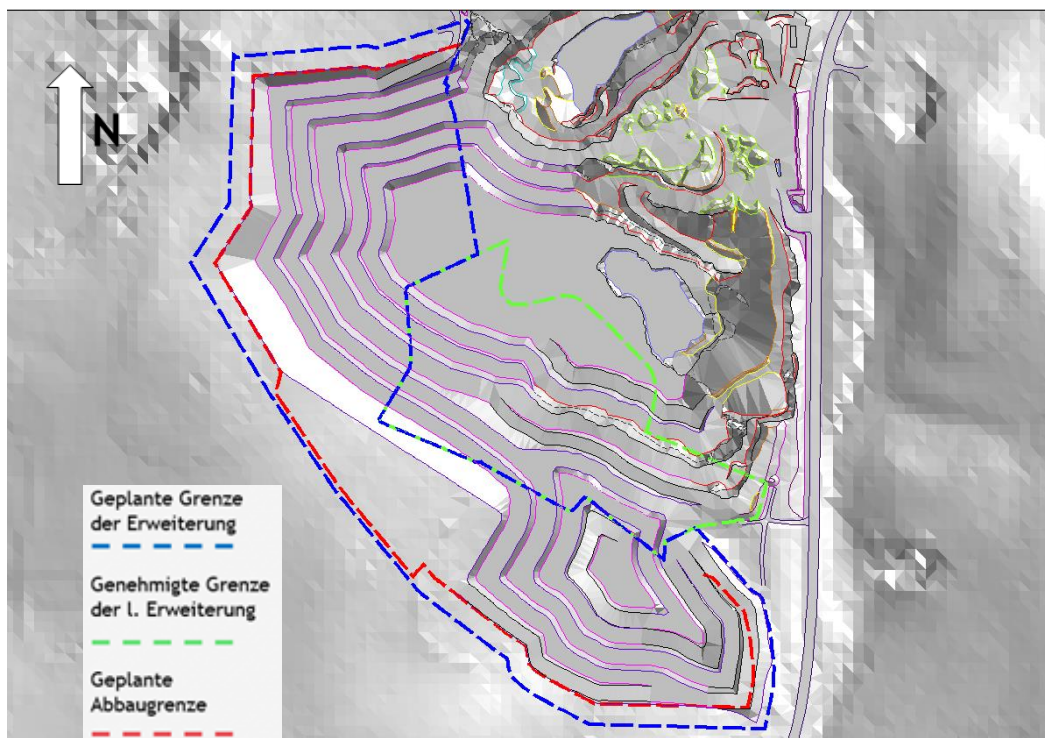 N
Geplante Grenze
der Erweiterung
Genehmigte Grenze
der l. Erweiterung
Geplante
Abbaugrenze